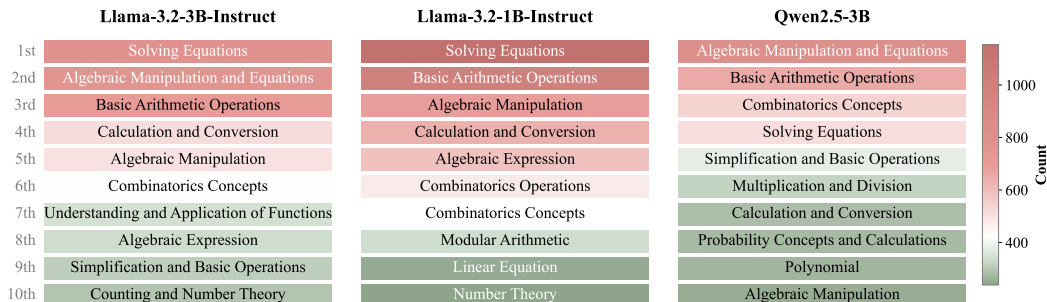 Llama-3.2-3B-Instruct Llama-3.2-1B-Instruct Qwen2.5-3B
1st Solving Equations Solving Equations Algebraic Manipulation and Equations
2nd Algebraic Manipulation and Equations Basic Arithmetic Operations Basic Arithmetic Operations
3rd Basic Arithmetic Operations Algebraic Manipulation Combinatorics Concepts
4th Calculation and Conversion Calculation and Conversion Solving Equations
5th Algebraic Manipulation Algebraic Expression Simplification and Basic Operations
6th Combinatorics Concepts Combinatorics Operations Multiplication and Division
7th Understanding and Application of Functions Combinatorics Concepts Calculation and Conversion
8th Algebraic Expression Modular Arithmetic Probability Concepts and Calculations
9th Simplification and Basic Operations Linear Equation Polynomial
10th Counting and Number Theory Number Theory Algebraic Manipulation
1000
800
600
400
Count